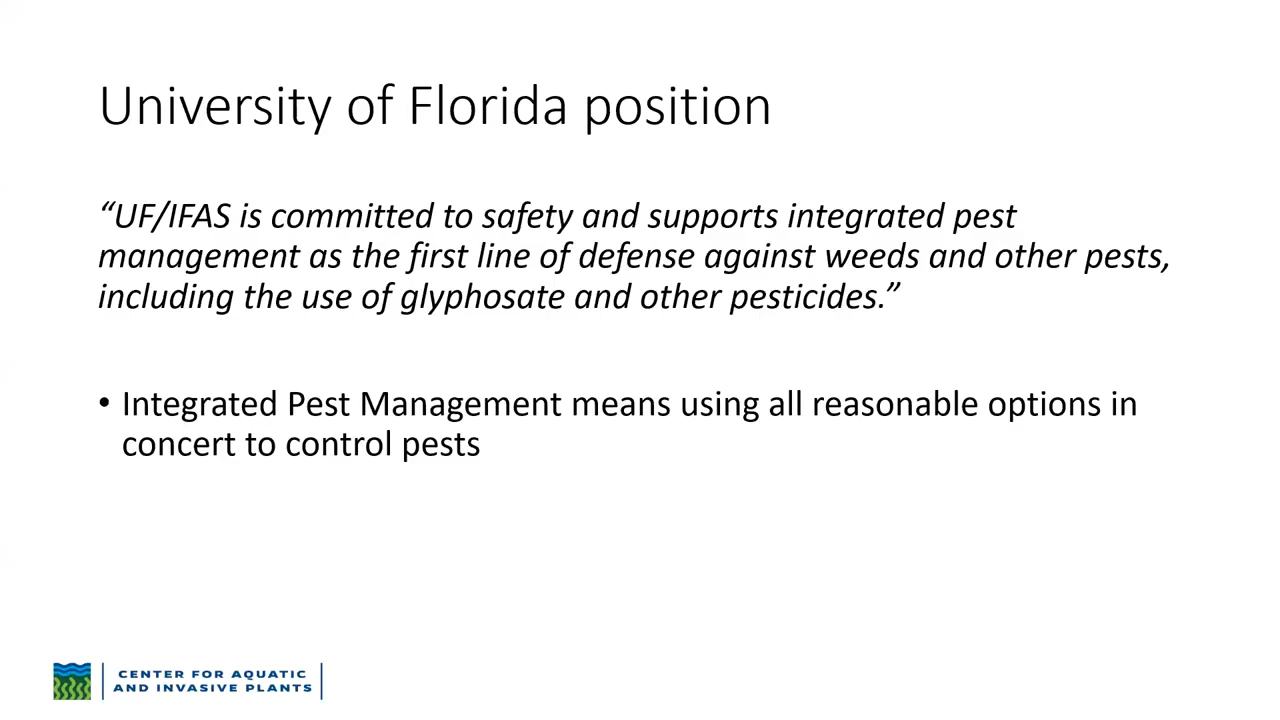 University of Florida position
“UF/IFAS is committed to safety and supports integrated pest
management as the first line of defense against weeds and other pests,
including the use of glyphosate and other pesticides.”
• Integrated Pest Management means using all reasonable options in
concert to control pests
CENTER FOR AQUATIC
AND INVASIVE PLANTS